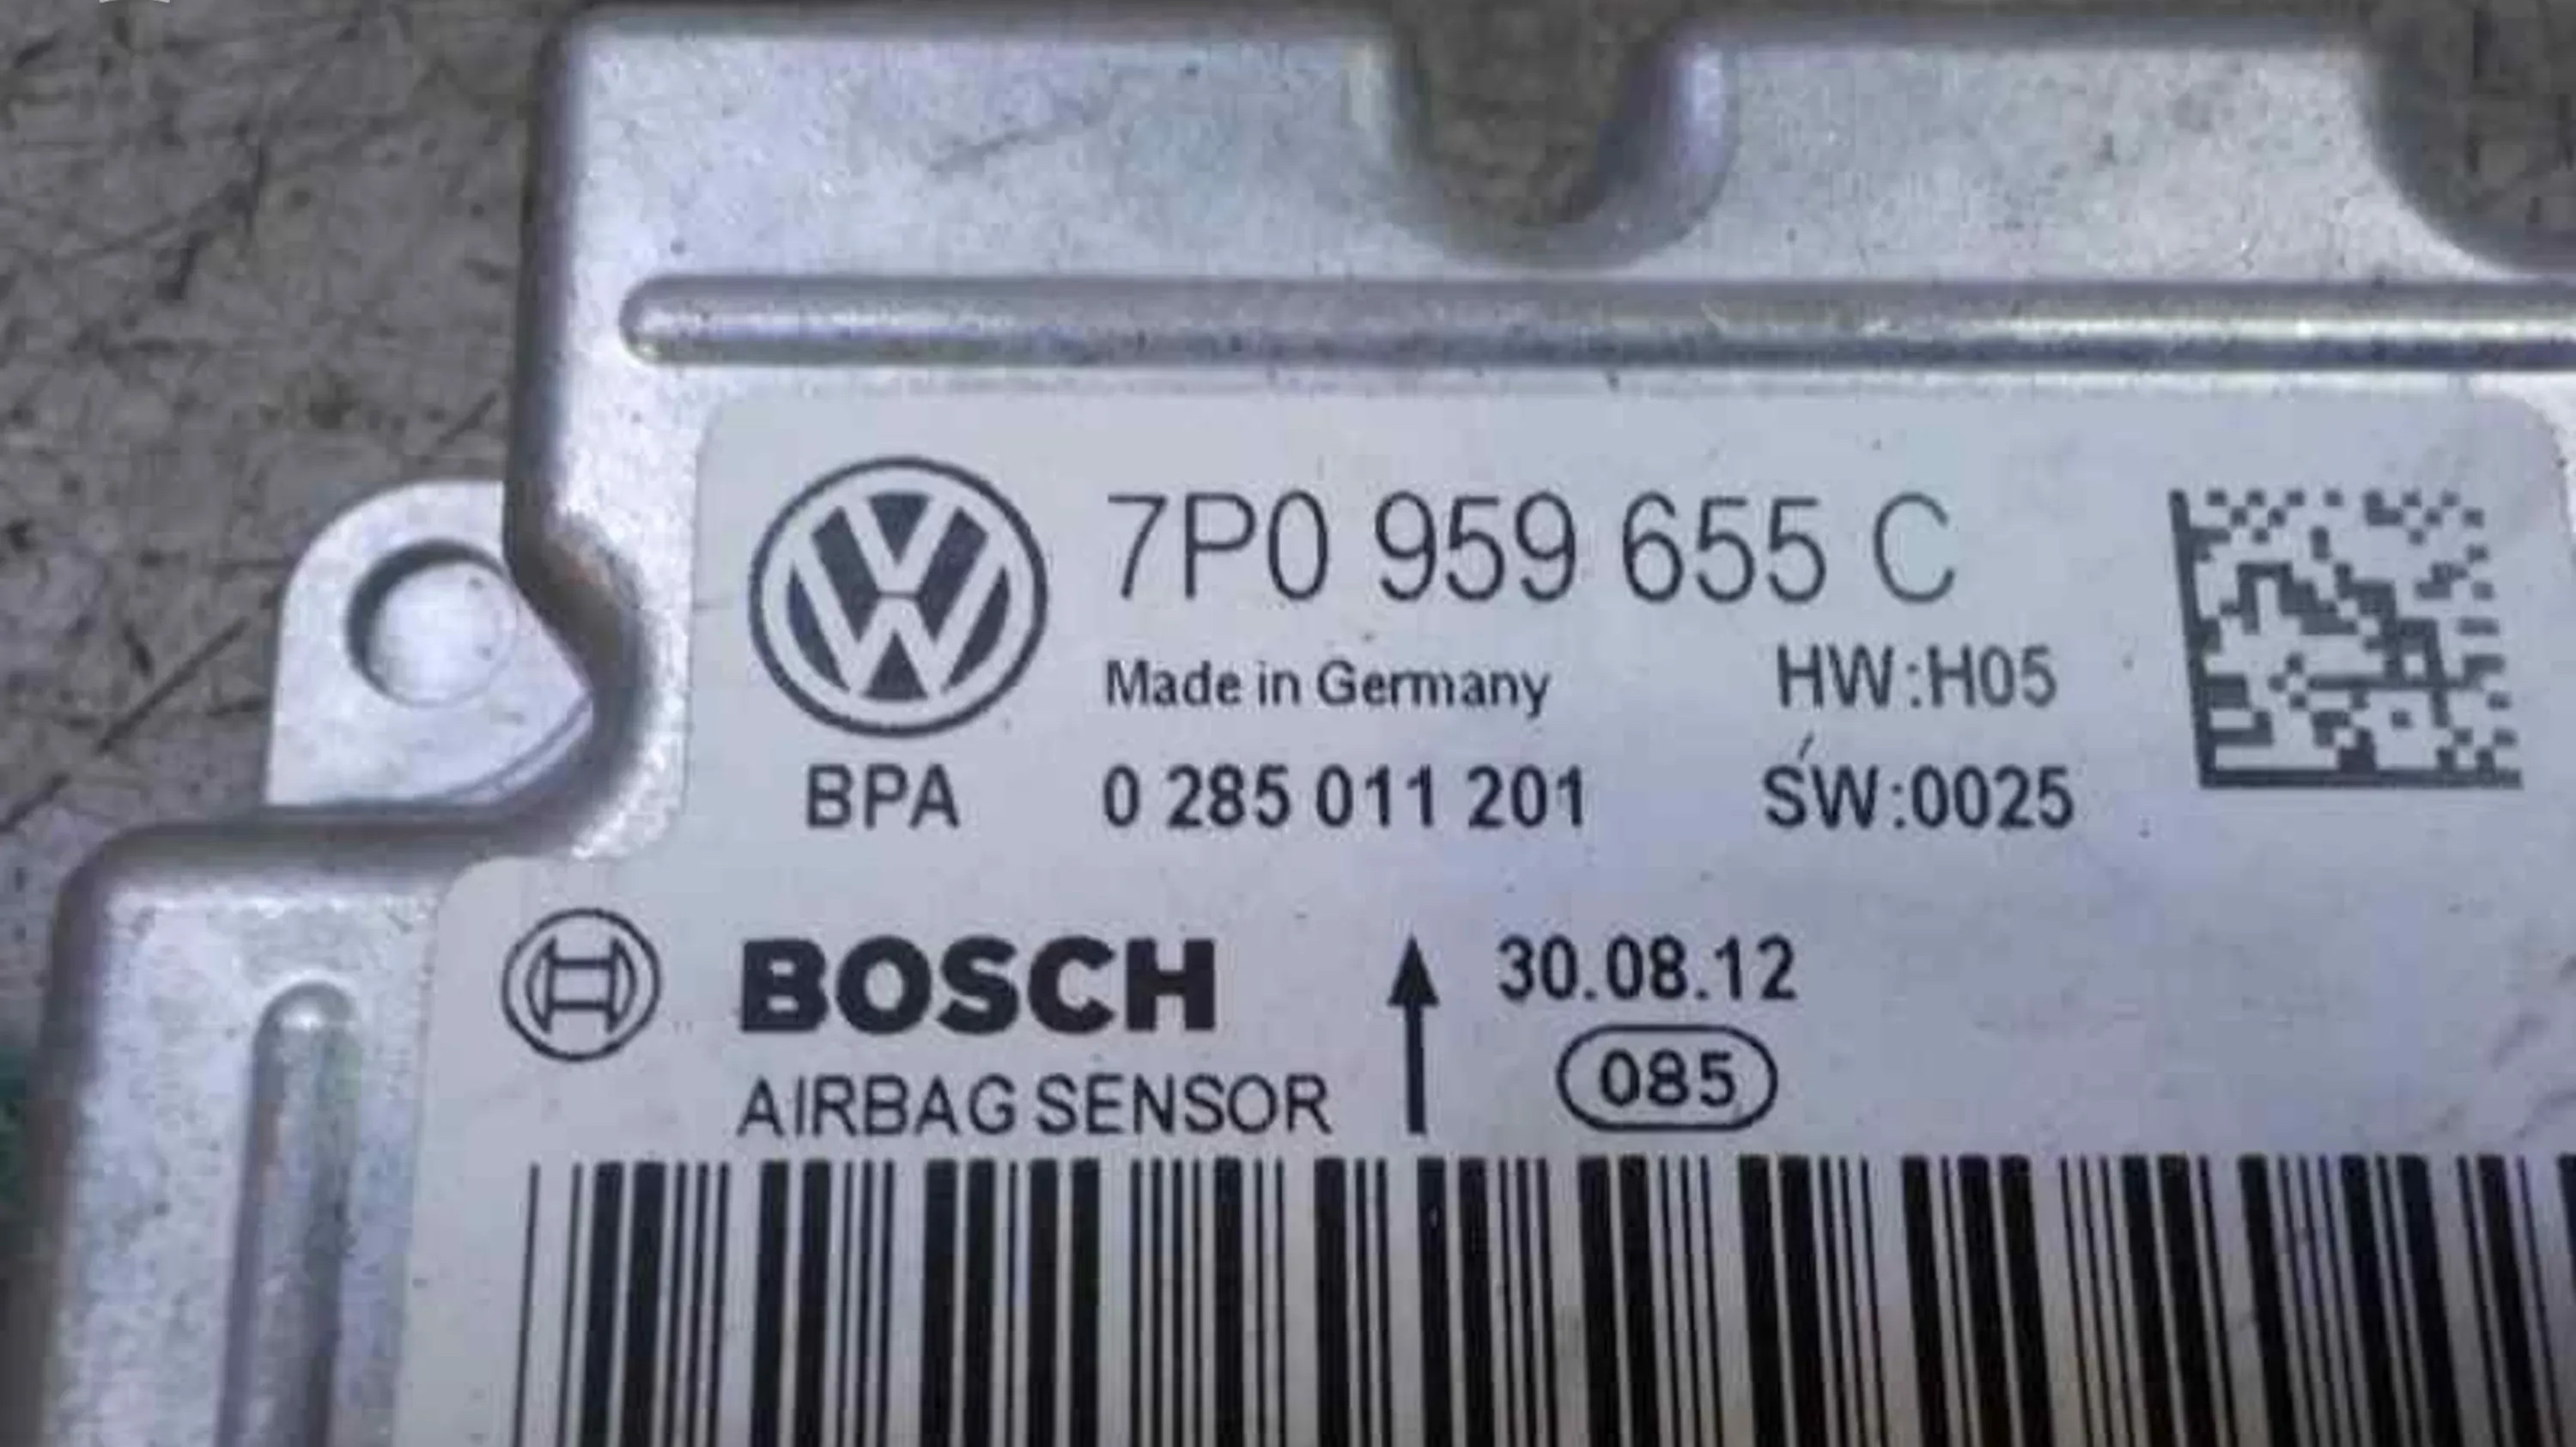 7P0 959 655 C
Made in Germany HW:H05
BPA 0 285 011 201 SW:0025
BOSCH 30.08.12
AIRBAG SENSOR 085